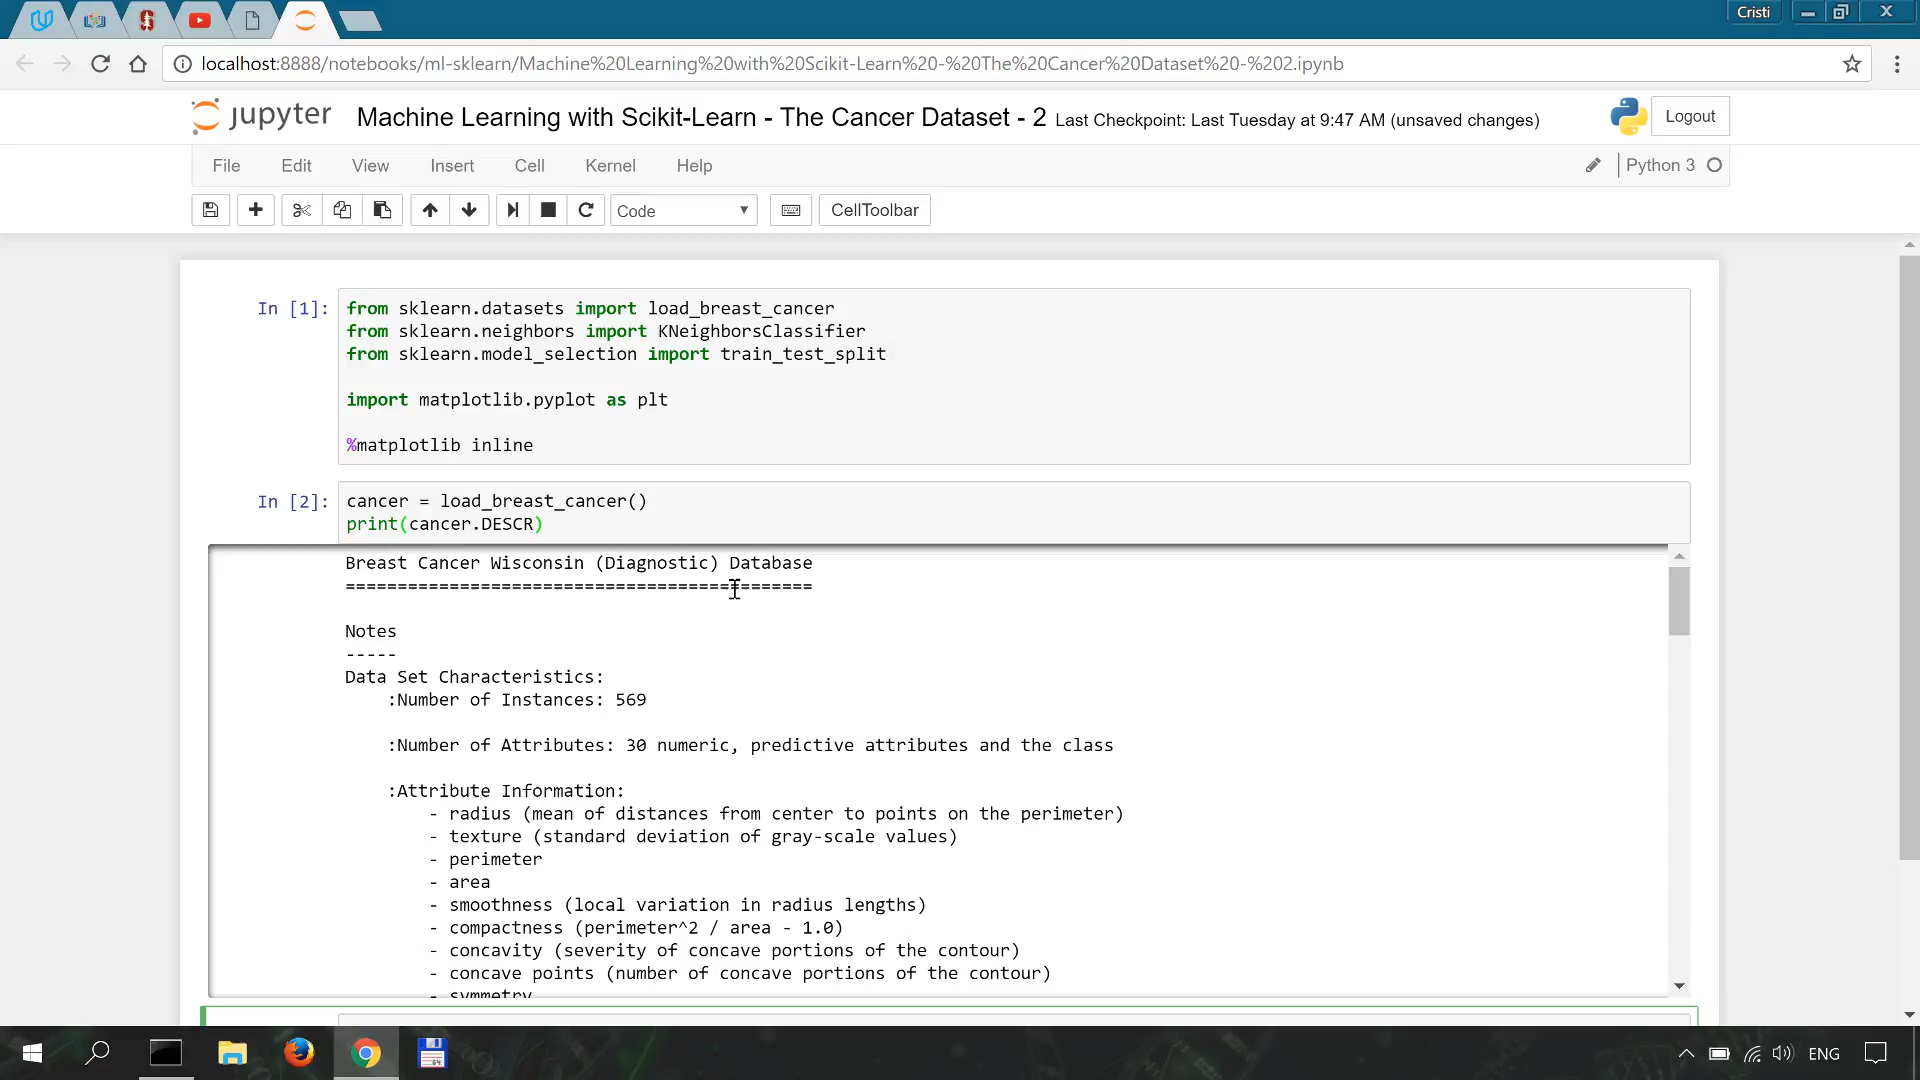 Cristi
localhost:8888/notebooks/ml-sklearn/Machine%20Learning%20with%20Scikit-Learn%20-%20The%20Cancer%20Dataset%20-%202.ipynb
jupyter Machine Learning with Scikit-Learn - The Cancer Dataset - 2 Last Checkpoint: Last Tuesday at 9:47 AM (unsaved changes) Logout
File Edit View Insert Cell Kernel Help Python 3
Code CellToolbar
In [1]: from sklearn.datasets import load_breast_cancer
from sklearn.neighbors import KNeighborsClassifier
from sklearn.model_selection import train_test_split
import matplotlib.pyplot as plt
%matplotlib inline
In [2]: cancer = load_breast_cancer()
print(cancer.DESCR)
Breast Cancer Wisconsin (Diagnostic) Database
=============================================
Notes
-----
Data Set Characteristics:
:Number of Instances: 569
:Number of Attributes: 30 numeric, predictive attributes and the class
:Attribute Information:
- radius (mean of distances from center to points on the perimeter)
- texture (standard deviation of gray-scale values)
- perimeter
- area
- smoothness (local variation in radius lengths)
- compactness (perimeter^2 / area - 1.0)
- concavity (severity of concave portions of the contour)
- concave points (number of concave portions of the contour)
- symmetry
64
ENG